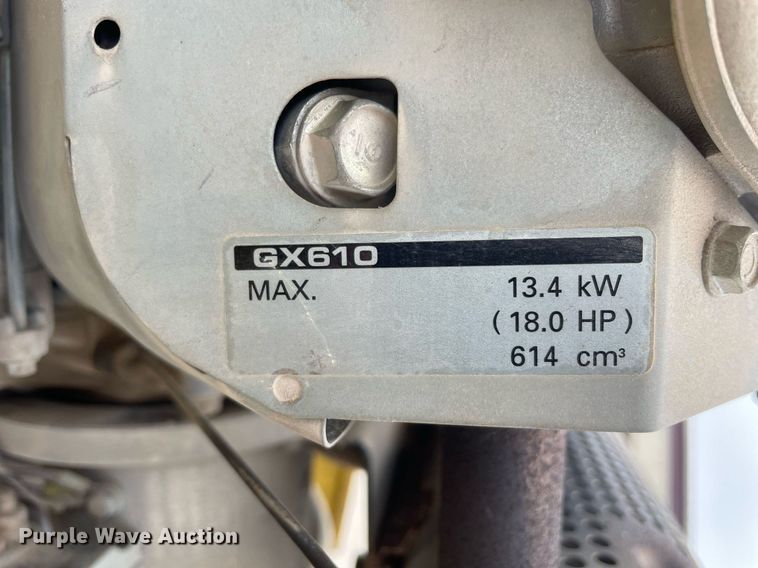 GX610
MAX. 13.4 kW
( 18.0 HP )
614 cm³
Purple Wave Auction